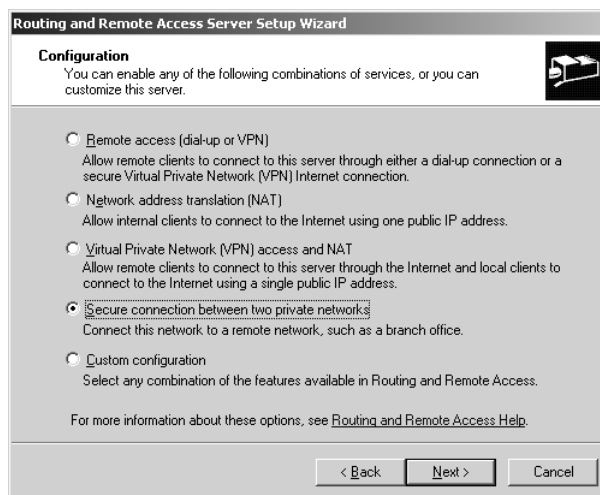 Routing and Remote Access Server Setup Wizard
Configuration
You can enable any of the following combinations of services, or you can
customize this server.
Remote access (dial-up or VPN)
Allow remote clients to connect to this server through either a dial-up connection or a
secure Virtual Private Network (VPN) Internet connection.
Network address translation (NAT)
Allow internal clients to connect to the Internet using one public IP address.
Virtual Private Network (VPN) access and NAT
Allow remote clients to connect to this server through the Internet and local clients to
connect to the Internet using a single public IP address.
Secure connection between two private networks
Connect this network to a remote network, such as a branch office.
Custom configuration
Select any combination of the features available in Routing and Remote Access.
For more information about these options, see Routing and Remote Access Help.
< Back Next > Cancel